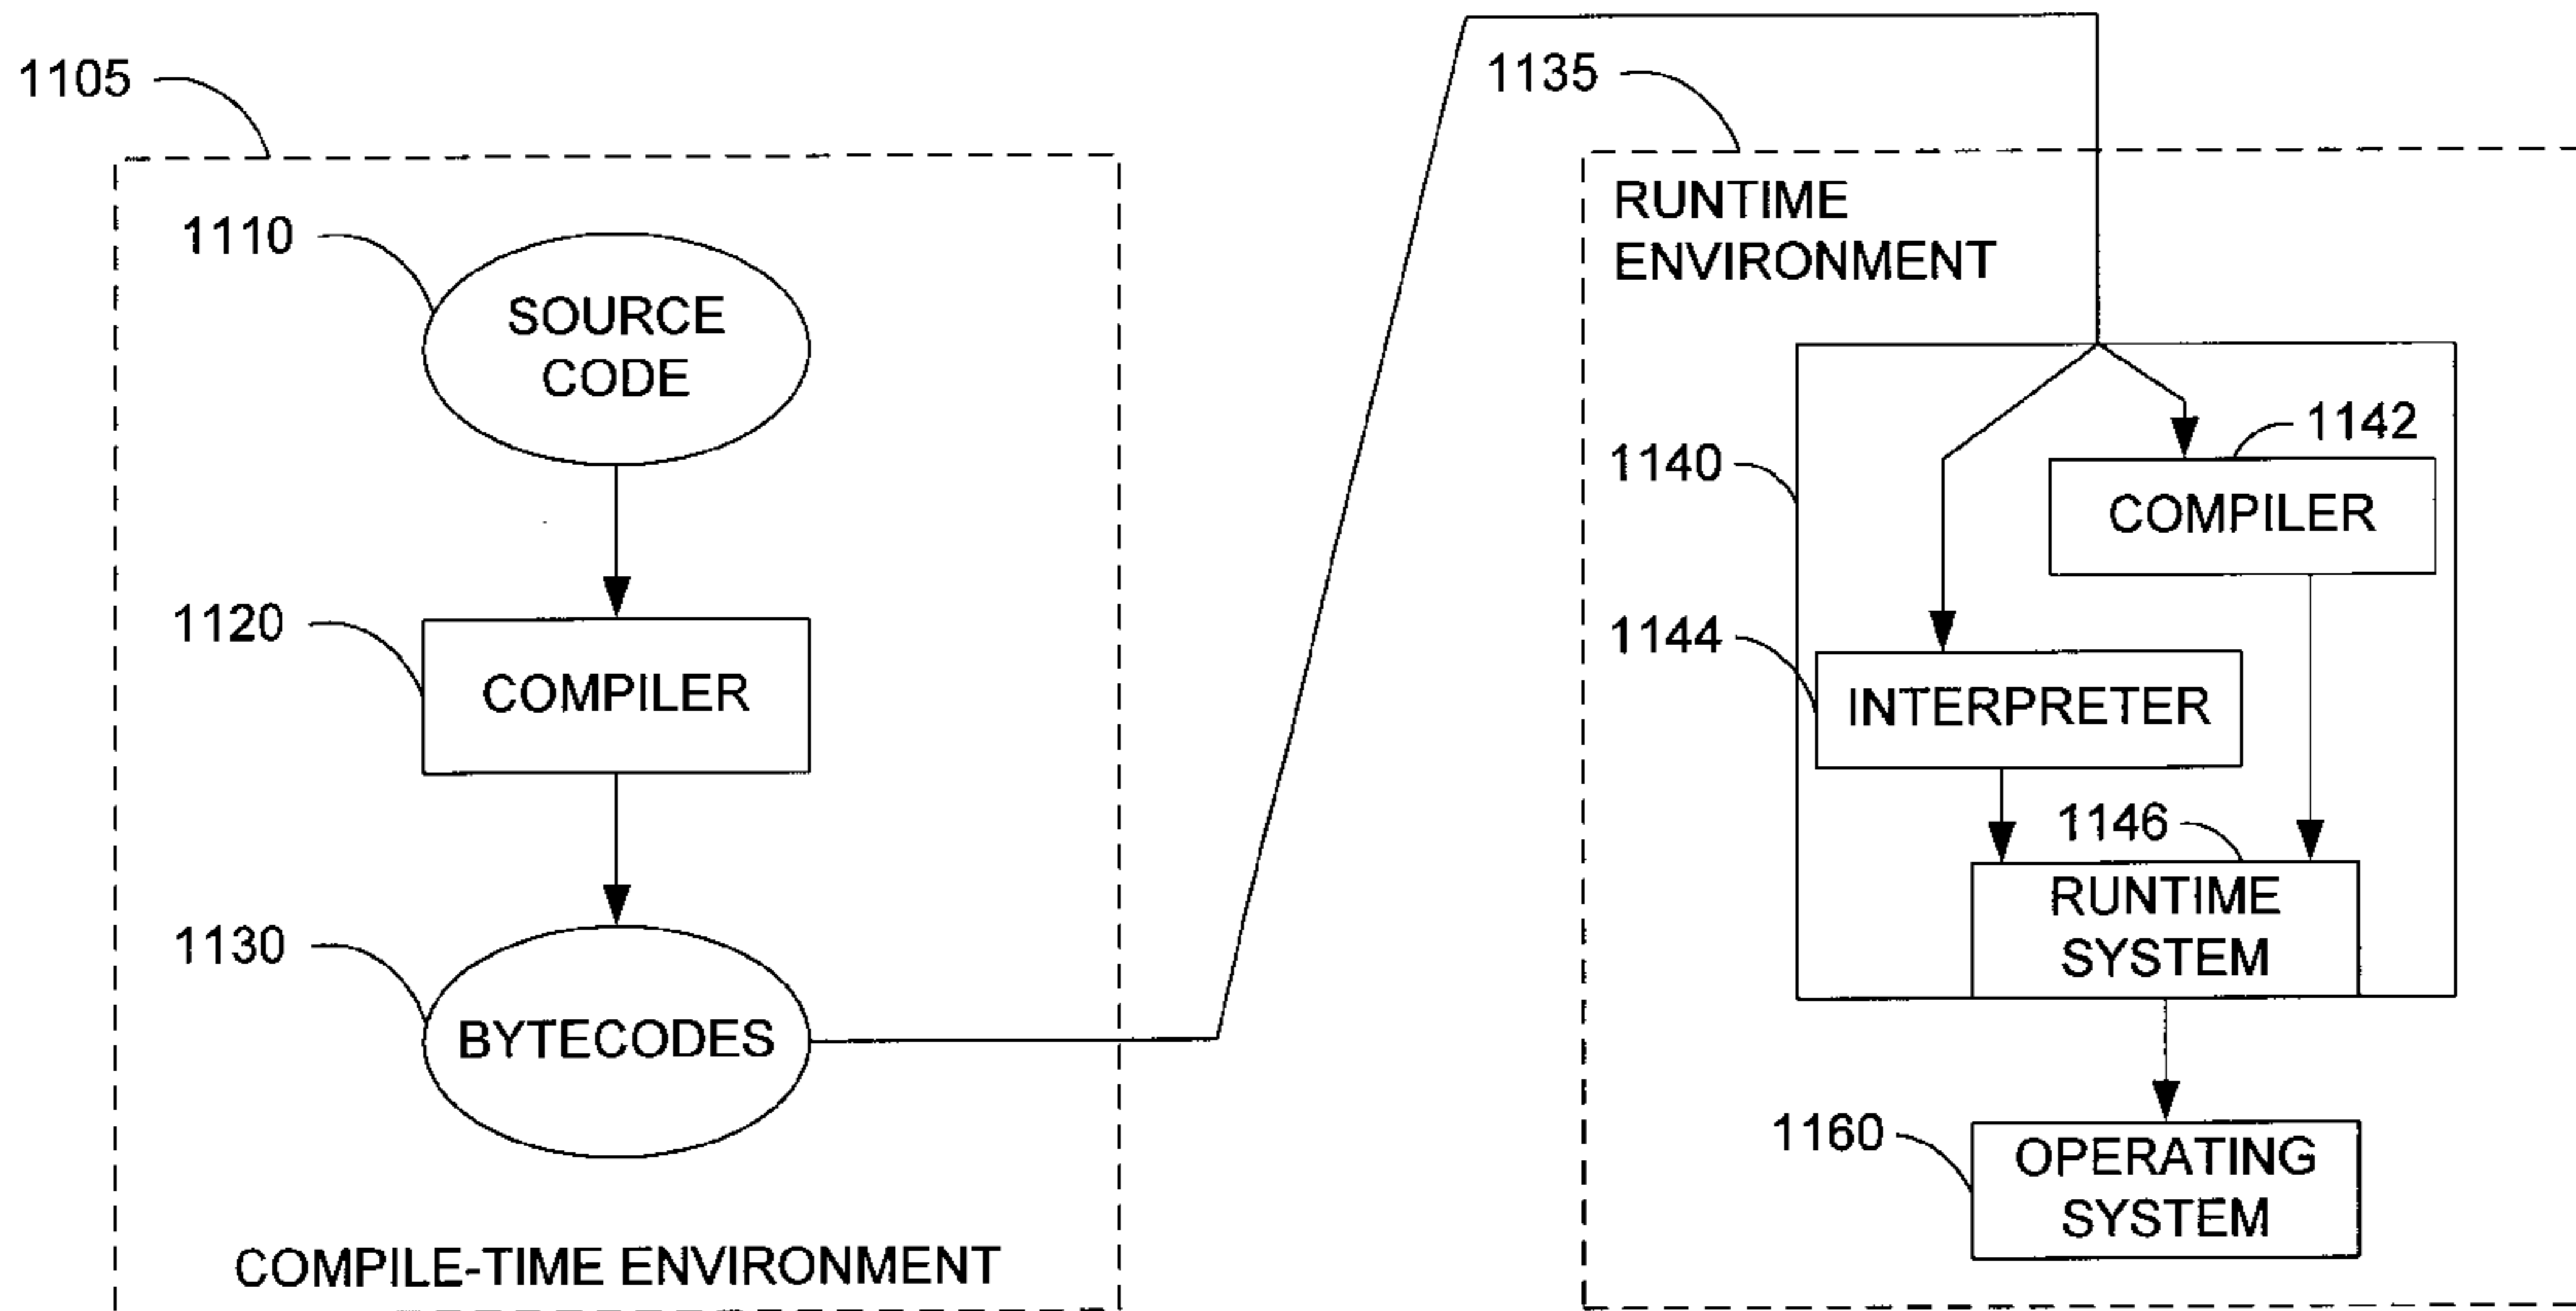 1105
1110
SOURCE
CODE
1120
COMPILER
1130
BYTECODES
COMPILE-TIME ENVIRONMENT
1135
RUNTIME
ENVIRONMENT
1140
1142
COMPILER
1144
INTERPRETER
1146
RUNTIME
SYSTEM
1160
OPERATING
SYSTEM